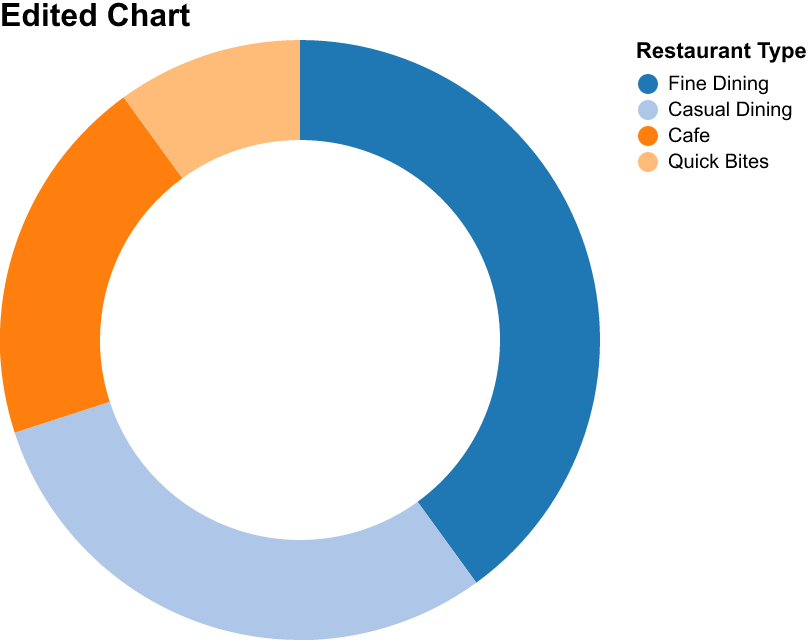 Edited Chart
Restaurant Type
Fine Dining
Casual Dining
Cafe
Quick Bites